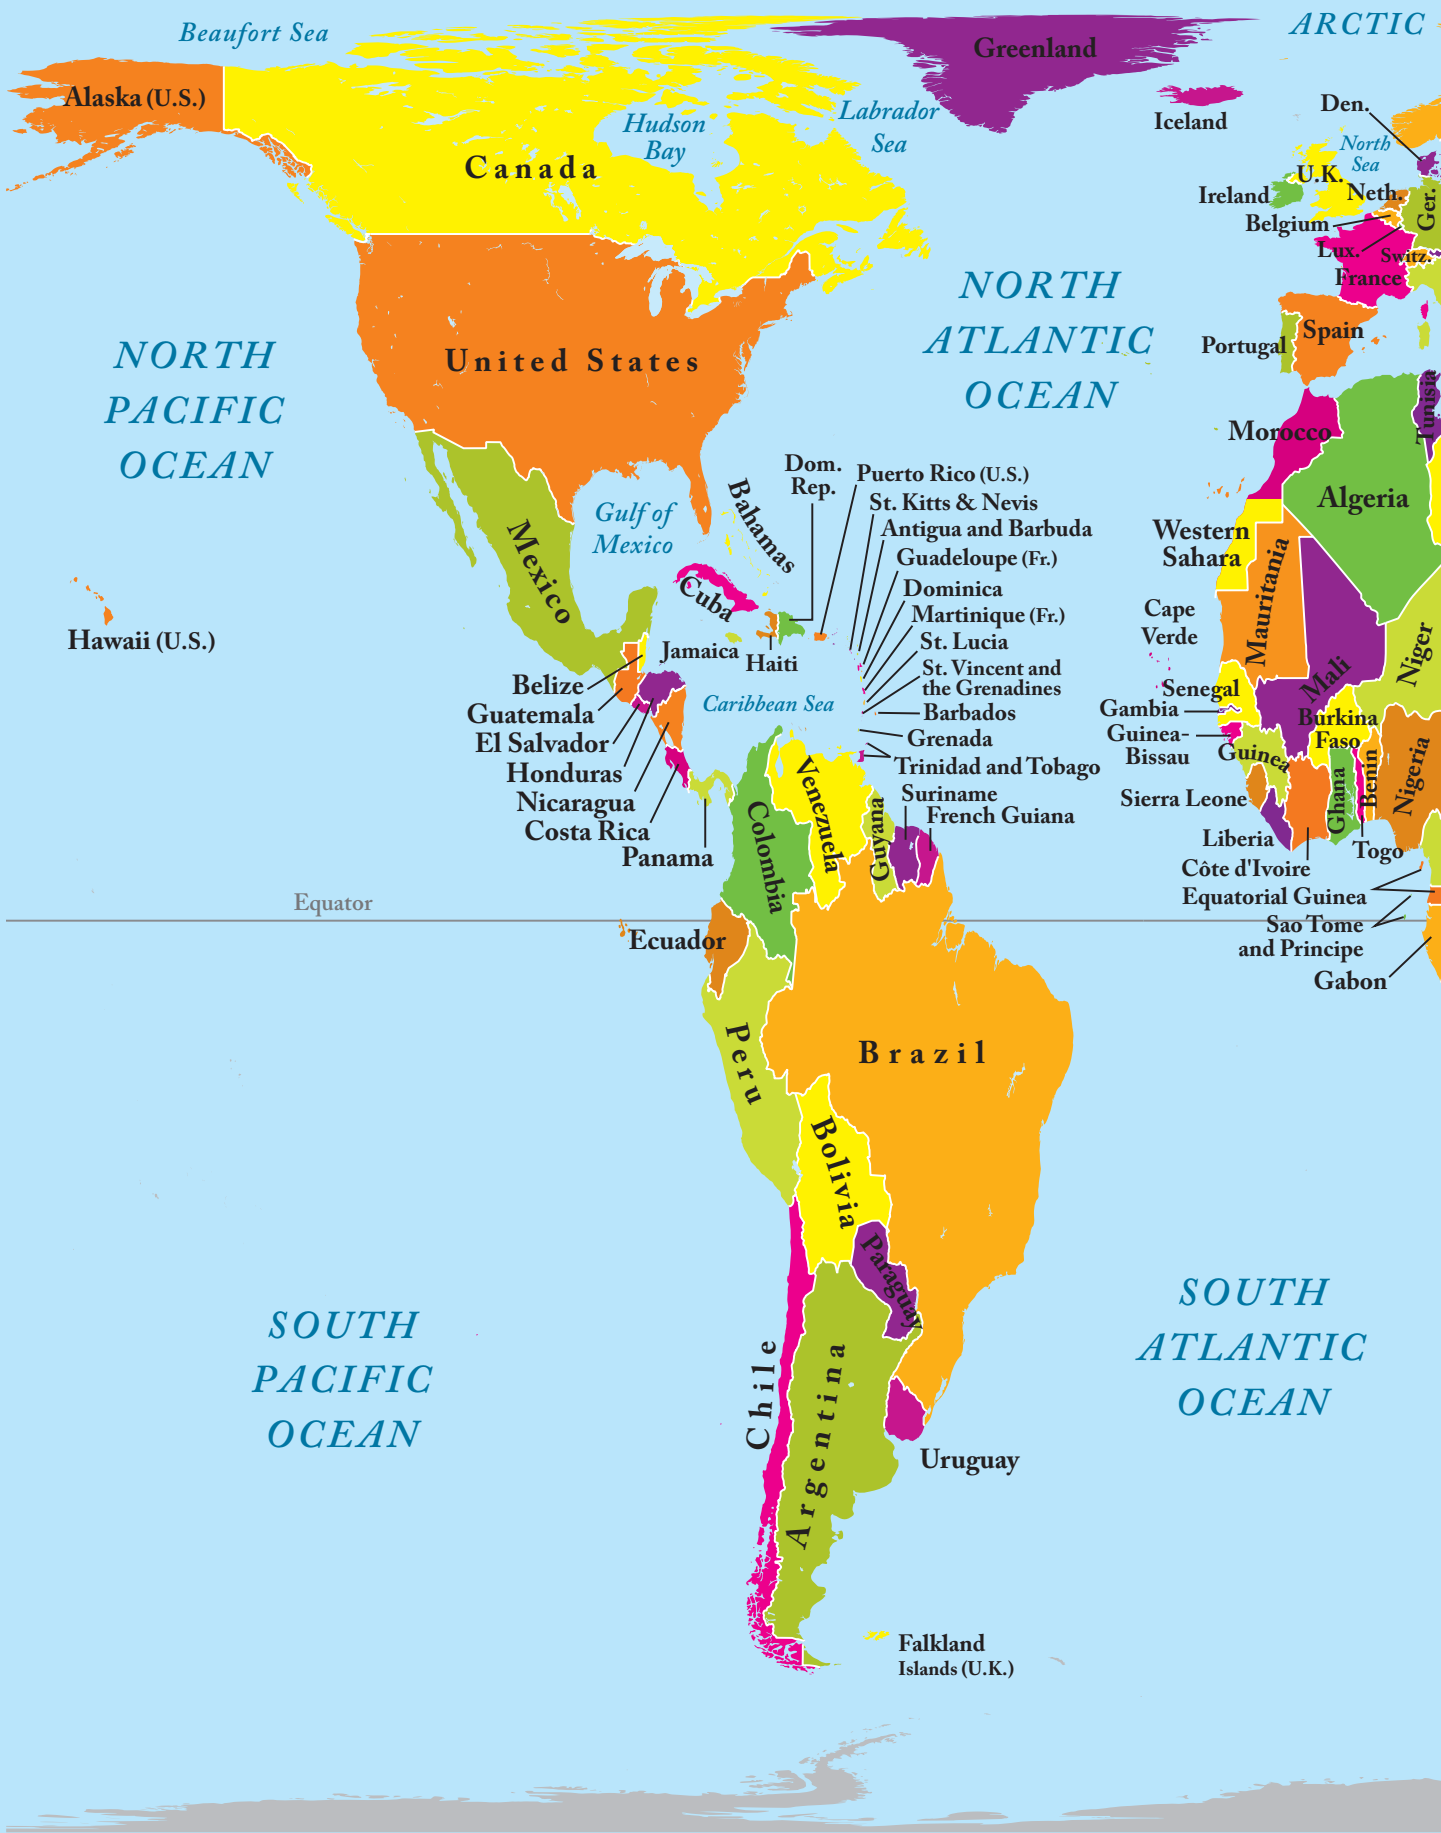 Beaufort Sea
ARCTIC
Greenland
Alaska (U.S.)
Iceland
Den.
Hudson
Bay
Labrador
Sea
North
Sea
Canada
U.K.
Ireland
Neth.
Ger.
Belgium
Lux.
Switz.
France
NORTH
ATLANTIC
OCEAN
NORTH
PACIFIC
OCEAN
United States
Portugal
Spain
Morocco
Tunisia
Algeria
Gulf of
Mexico
Bahamas
Dom.
Rep.
Puerto Rico (U.S.)
St. Kitts & Nevis
Antigua and Barbuda
Guadeloupe (Fr.)
Dominica
Martinique (Fr.)
St. Lucia
St. Vincent and
the Grenadines
Barbados
Grenada
Trinidad and Tobago
Mexico
Cuba
Jamaica
Haiti
Caribbean Sea
Hawaii (U.S.)
Western
Sahara
Mauritania
Cape
Verde
Mali
Niger
Senegal
Gambia
Guinea-
Bissau
Guinea
Burkina
Faso
Sierra Leone
Liberia
Ghana
Benin
Nigeria
Togo
Côte d'Ivoire
Equatorial Guinea
Sao Tome
and Principe
Gabon
Belize
Guatemala
El Salvador
Honduras
Nicaragua
Costa Rica
Panama
Venezuela
Colombia
Guyana
Suriname
French Guiana
Equator
Ecuador
Peru
Brazil
Bolivia
Paraguay
Chile
Argentina
Uruguay
SOUTH
PACIFIC
OCEAN
SOUTH
ATLANTIC
OCEAN
Falkland
Islands (U.K.)